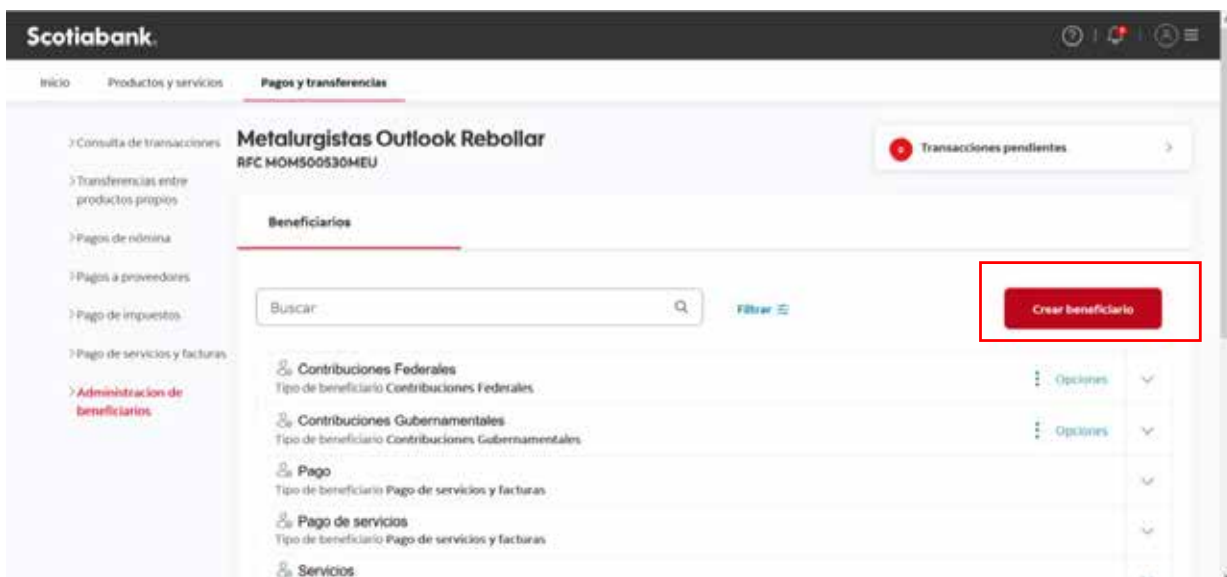 Scotiabank.
Inicio Productos y servicios Pagos y transferencias
Consulta de transacciones
Transferencias entre
productos propios
Pagos de nómina
Pagos a proveedores
Pago de impuestos
Pago de servicios y facturas
Administracion de
beneficiarios
Metalurgistas Outlook Rebollar
RFC MOM500530MEU
Transacciones pendientes
Beneficiarios
Buscar
Filtrar
Crear beneficiario
Contribuciones Federales
Tipo de beneficiario Contribuciones Federales
Opciones
Contribuciones Gubernamentales
Tipo de beneficiario Contribuciones Gubernamentales
Opciones
Pago
Tipo de beneficiario Pago de servicios y facturas
Pago de servicios
Tipo de beneficiario Pago de servicios y facturas
Servicios